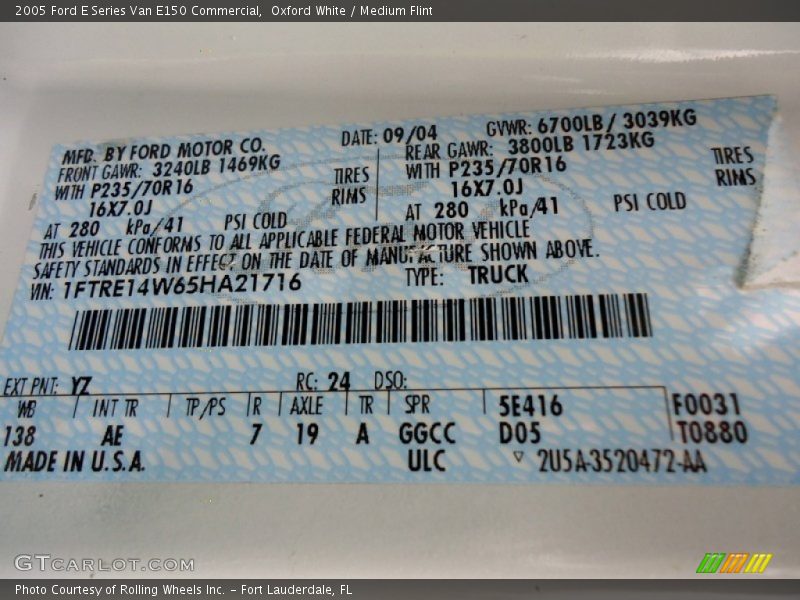 2005 Ford E Series Van E150 Commercial,  Oxford White / Medium Flint
MFD. BY FORD MOTOR CO.
DATE: 09/04
GVWR: 6700LB / 3039KG
FRONT GAWR: 3240LB 1469KG
REAR GAWR: 3800LB 1723KG
WITH P235/70R16 TIRES
WITH P235/70R16 TIRES
16X7.0J RIMS
16X7.0J RIMS
AT 280 kPa/41 PSI COLD
AT 280 kPa/41 PSI COLD
THIS VEHICLE CONFORMS TO ALL APPLICABLE FEDERAL MOTOR VEHICLE
SAFETY STANDARDS IN EFFECT ON THE DATE OF MANUFACTURE SHOWN ABOVE.
VIN: 1FTRE14W65HA21716
TYPE: TRUCK
EXT PNT: YZ RC: 24 DSO:
WB INT TR TP/PS R AXLE TR SPR 5E416 F0031
138 AE 7 19 A GGCC D05 T0880
MADE IN U.S.A. ULC ▽ 2U5A-3520472-AA
GTCarLot.com
Photo Courtesy of Rolling Wheels Inc. – Fort Lauderdale, FL